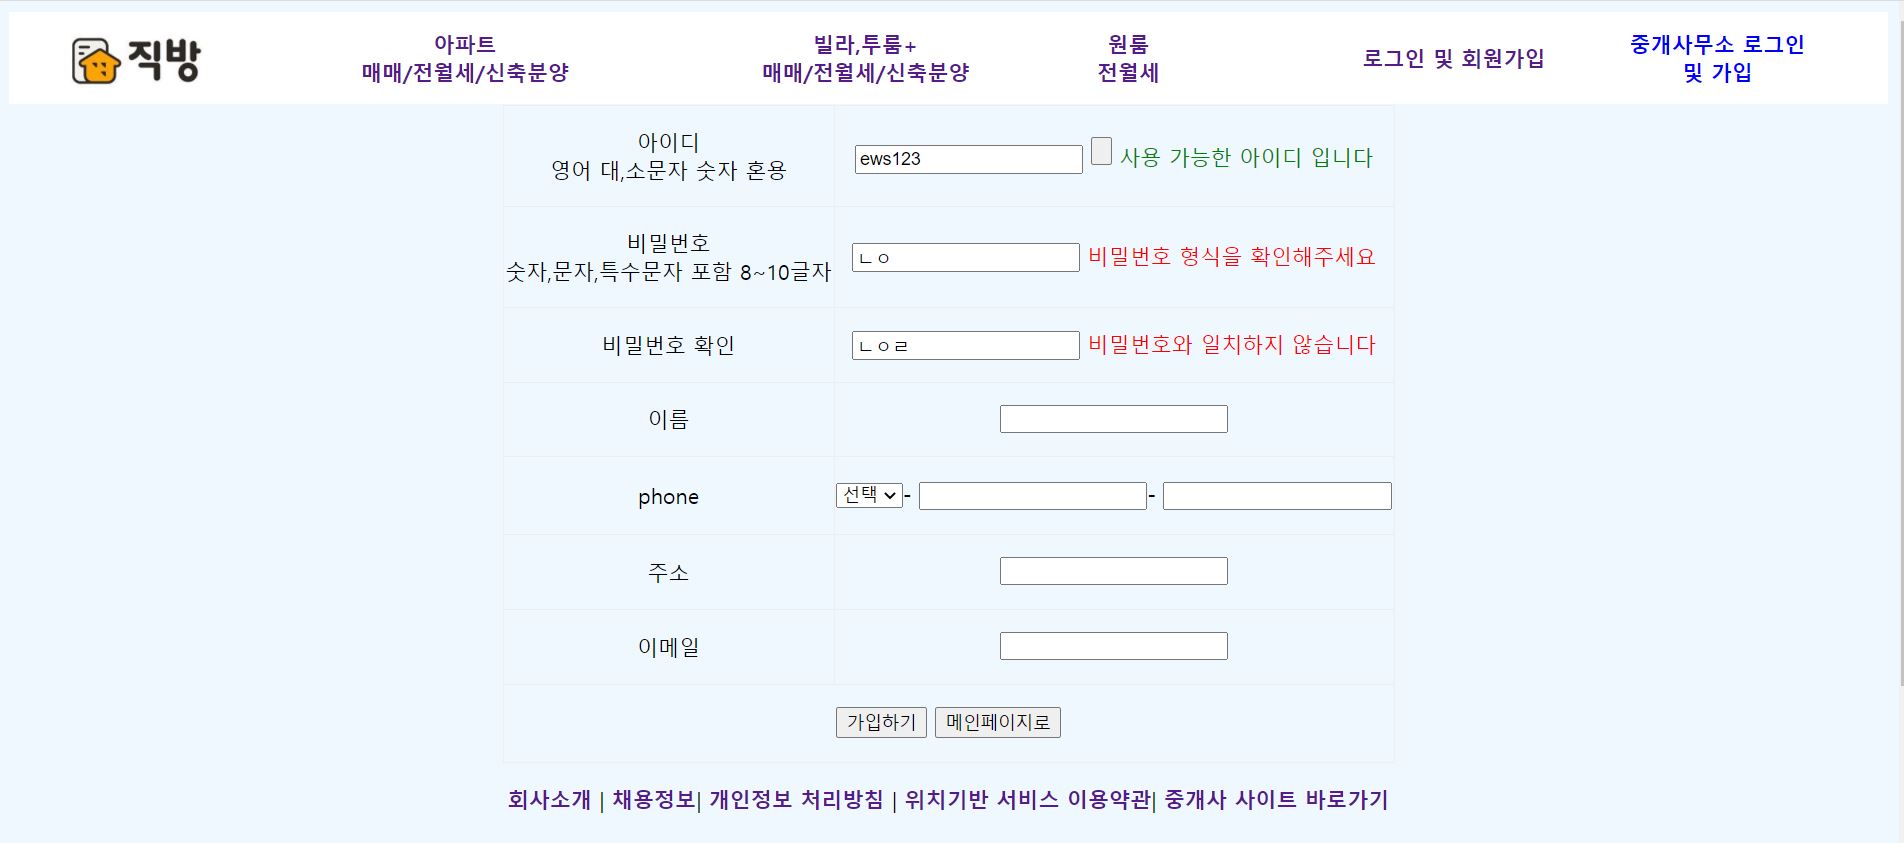 직방
아파트
매매/전월세/신축분양
빌라,투룸+
매매/전월세/신축분양
원룸
전월세
로그인 및 회원가입
중개사무소 로그인
및 가입
아이디
영어 대,소문자 숫자 혼용
ews123
사용 가능한 아이디 입니다
비밀번호
숫자,문자,특수문자 포함 8~10글자
ㄴㅇ
비밀번호 형식을 확인해주세요
비밀번호 확인
ㄴㅇㄹ
비밀번호와 일치하지 않습니다
이름
phone
선택 - -
주소
이메일
가입하기 메인페이지로
회사소개 | 채용정보| 개인정보 처리방침 | 위치기반 서비스 이용약관| 중개사 사이트 바로가기